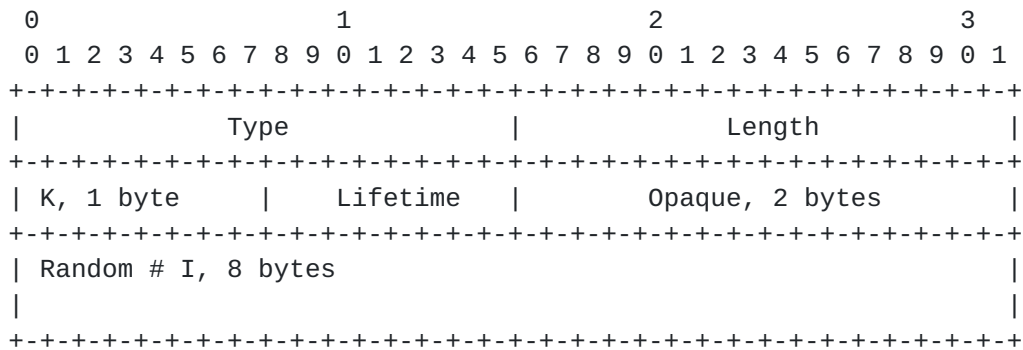 0                   1                   2                   3
 0 1 2 3 4 5 6 7 8 9 0 1 2 3 4 5 6 7 8 9 0 1 2 3 4 5 6 7 8 9 0 1
+-+-+-+-+-+-+-+-+-+-+-+-+-+-+-+-+-+-+-+-+-+-+-+-+-+-+-+-+-+-+-+-+
|             Type              |             Length            |
+-+-+-+-+-+-+-+-+-+-+-+-+-+-+-+-+-+-+-+-+-+-+-+-+-+-+-+-+-+-+-+-+
| K, 1 byte     |    Lifetime   |        Opaque, 2 bytes        |
+-+-+-+-+-+-+-+-+-+-+-+-+-+-+-+-+-+-+-+-+-+-+-+-+-+-+-+-+-+-+-+-+
| Random # I, 8 bytes                                           |
|                                                               |
+-+-+-+-+-+-+-+-+-+-+-+-+-+-+-+-+-+-+-+-+-+-+-+-+-+-+-+-+-+-+-+-+